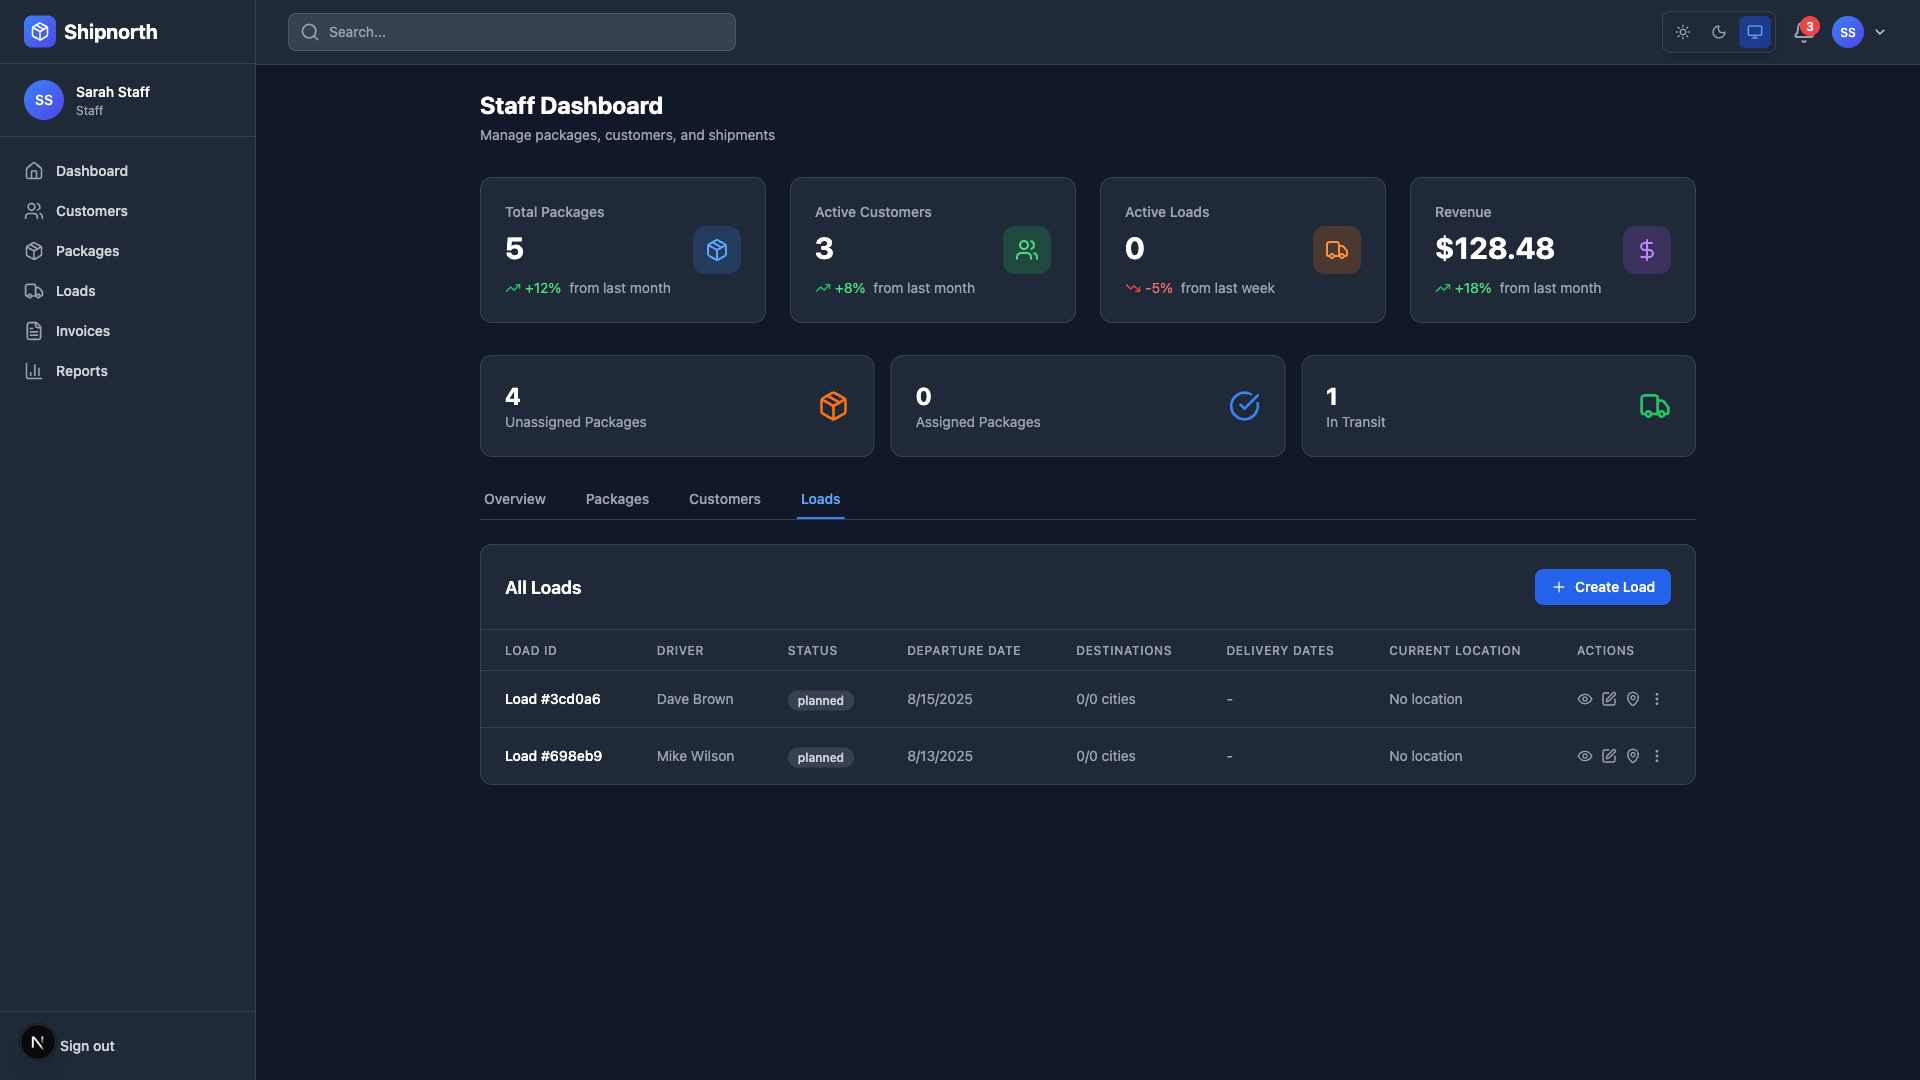 Shipnorth
Search...
3
SS
SS
Sarah Staff
Staff
Dashboard
Customers
Packages
Loads
Invoices
Reports
N
Sign out
Staff Dashboard
Manage packages, customers, and shipments
Total Packages
5
+12% from last month
Active Customers
3
+8% from last month
Active Loads
0
-5% from last week
Revenue
$128.48
+18% from last month
4
Unassigned Packages
0
Assigned Packages
1
In Transit
Overview Packages Customers Loads
All Loads
Create Load
LOAD ID DRIVER STATUS DEPARTURE DATE DESTINATIONS DELIVERY DATES CURRENT LOCATION ACTIONS
Load #3cd0a6 Dave Brown planned 8/15/2025 0/0 cities - No location
Load #698eb9 Mike Wilson planned 8/13/2025 0/0 cities - No location